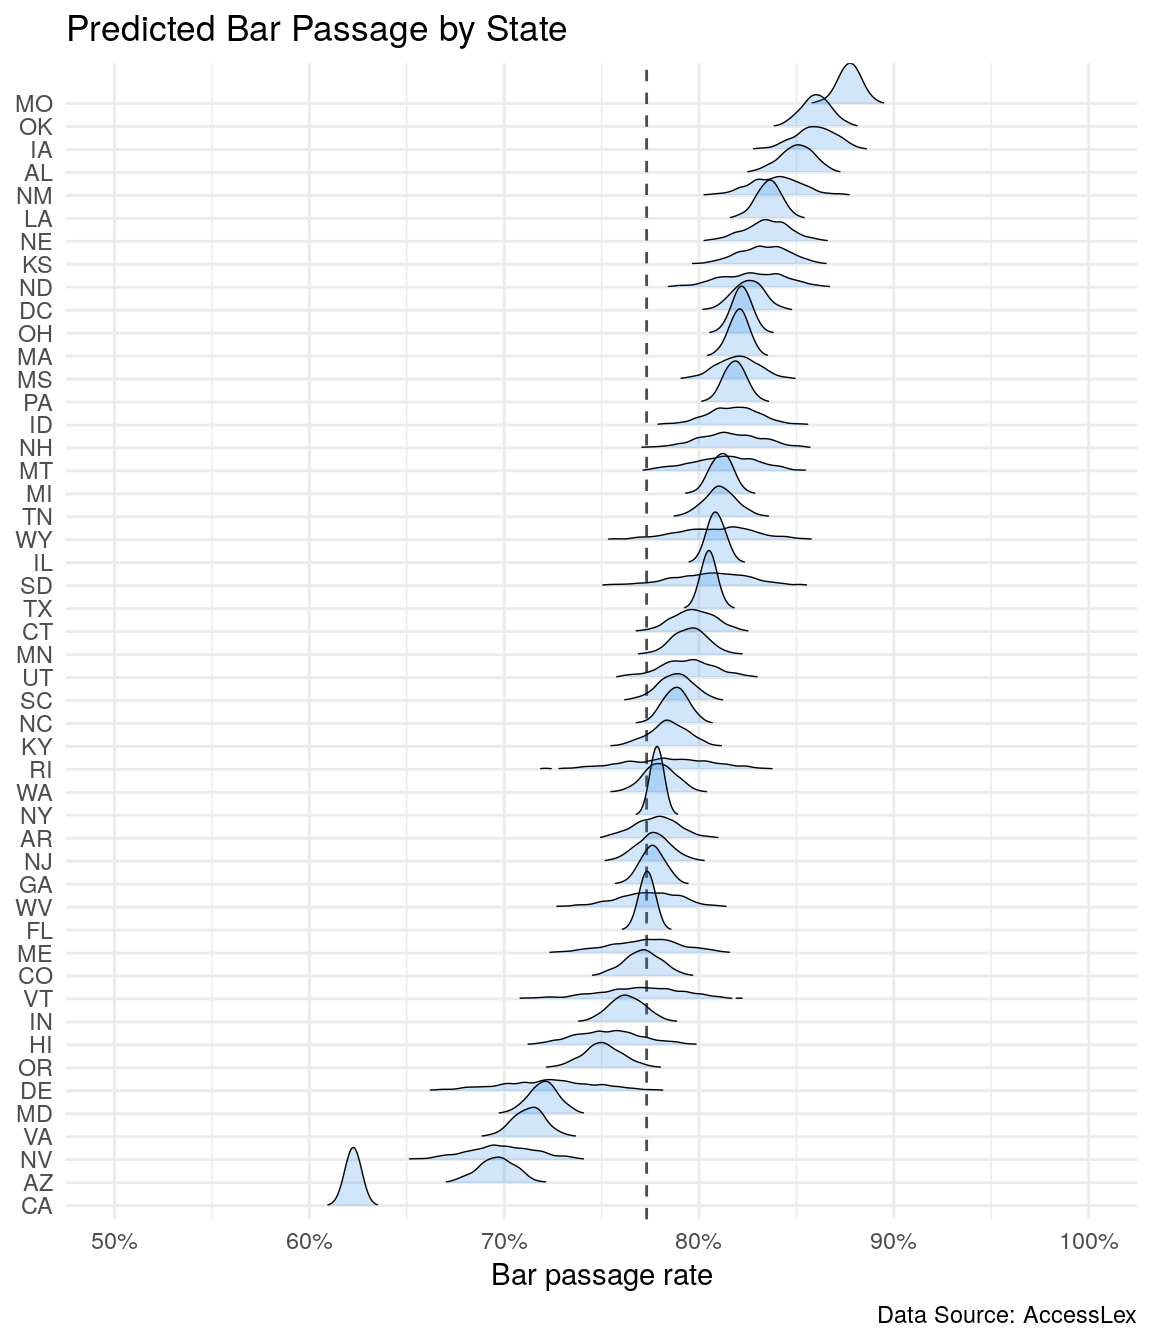 Predicted Bar Passage by State
MO
OK
IA
AL
NM
LA
NE
KS
ND
DC
OH
MA
MS
PA
ID
NH
MT
MI
TN
WY
IL
SD
TX
CT
MN
UT
SC
NC
KY
RI
WA
NY
AR
NJ
GA
WV
FL
ME
CO
VT
IN
HI
OR
DE
MD
VA
NV
AZ
CA
50% 60% 70% 80% 90% 100%
Bar passage rate
Data Source: AccessLex